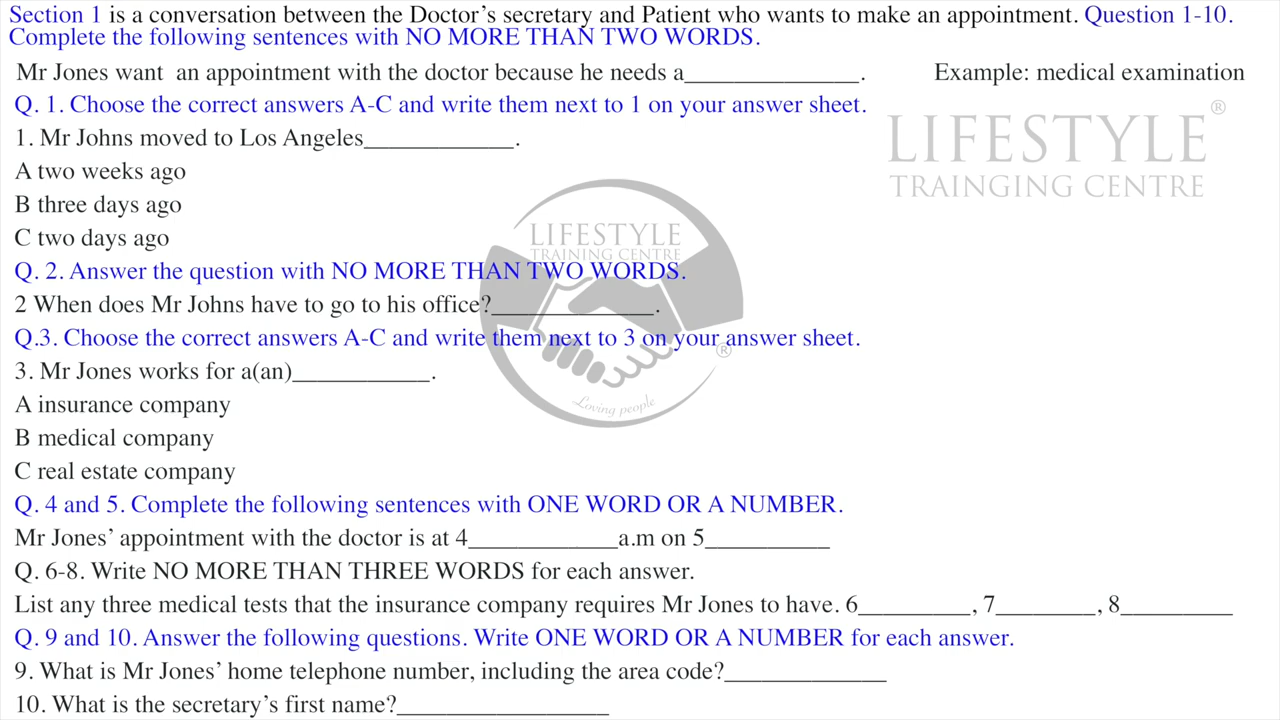 Section 1 is a conversation between the Doctor's secretary and Patient who wants to make an appointment. Question 1-10.
Complete the following sentences with NO MORE THAN TWO WORDS.
Mr Jones want  an appointment with the doctor because he needs a______________. Example: medical examination
Q. 1. Choose the correct answers A-C and write them next to 1 on your answer sheet.
1. Mr Johns moved to Los Angeles____________.
A two weeks ago
B three days ago
C two days ago
LIFESTYLE ®
TRAINGING CENTRE
LIFESTYLE
TRAINING CENTRE
Q. 2. Answer the question with NO MORE THAN TWO WORDS.
2 When does Mr Johns have to go to his office?_____________.
Q.3. Choose the correct answers A-C and write them next to 3 on your answer sheet.
®
3. Mr Jones works for a(an)___________.
A insurance company
Loving people
B medical company
C real estate company
Q. 4 and 5. Complete the following sentences with ONE WORD OR A NUMBER.
Mr Jones' appointment with the doctor is at 4____________a.m on 5__________
Q. 6-8. Write NO MORE THAN THREE WORDS for each answer.
List any three medical tests that the insurance company requires Mr Jones to have. 6_________, 7________, 8_________
Q. 9 and 10. Answer the following questions. Write ONE WORD OR A NUMBER for each answer.
9. What is Mr Jones' home telephone number, including the area code?_____________
10. What is the secretary's first name?_________________